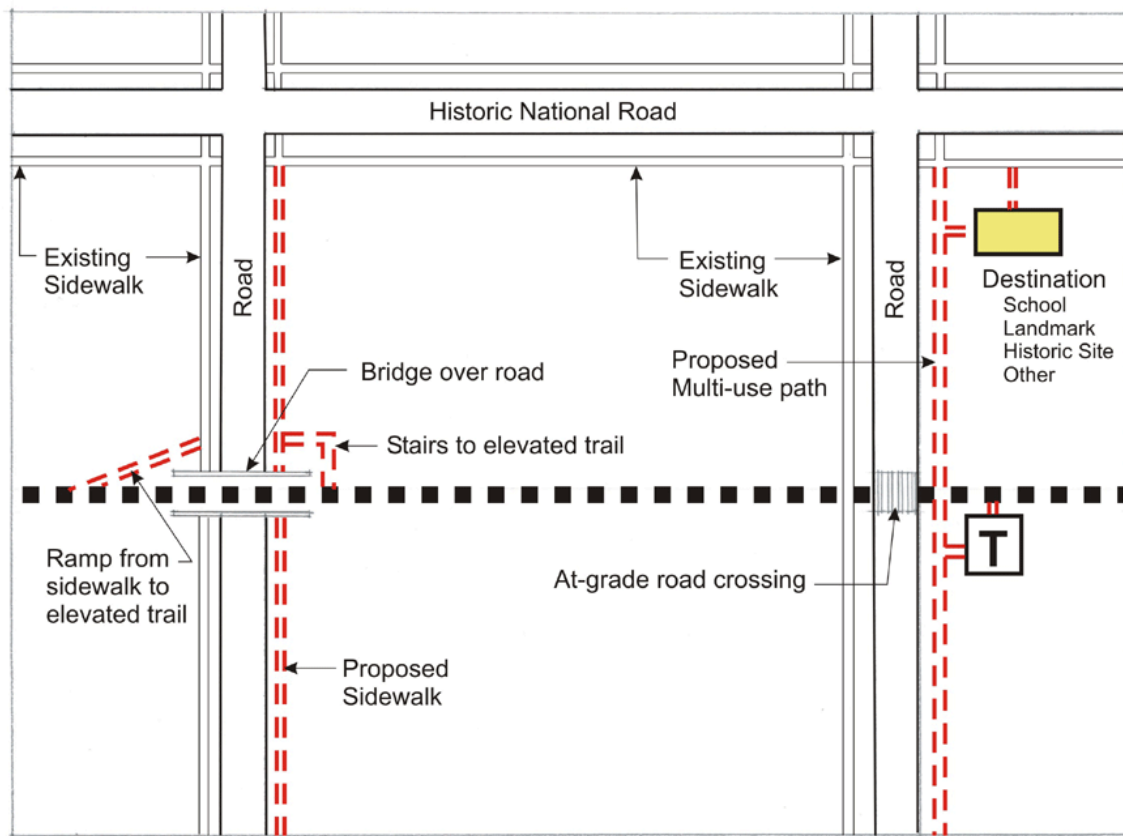 Historic National Road
Existing
Sidewalk
Road
Existing
Sidewalk
Road
Destination
School
Landmark
Historic Site
Other
Proposed
Multi-use path
Bridge over road
Stairs to elevated trail
Ramp from
sidewalk to
elevated trail
At-grade road crossing
T
Proposed
Sidewalk